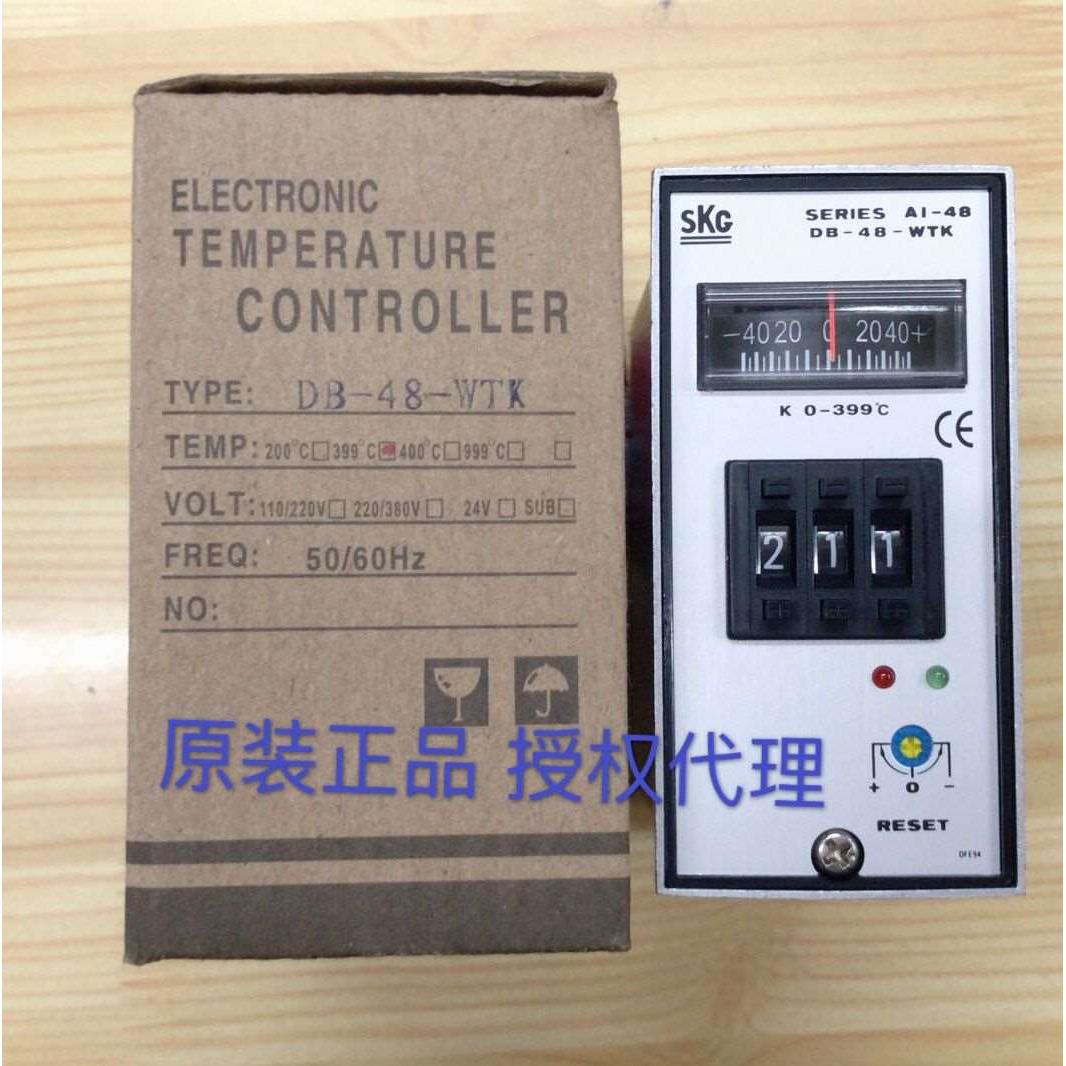 ELECTRONIC
TEMPERATURE
CONTROLLER
TYPE: DB-48-WTK
TEMP: 200°C 399°C 400°C 999°C
VOLT: 110/220V 220/380V 24V SUB
FREQ: 50/60Hz
NO:
SKG
SERIES AI-48
DB-48-WTK
-40 20 0 20 40+
K 0-399℃
CE
2 1 1
+ 0 -
RESET
DFE94
原装正品 授权代理